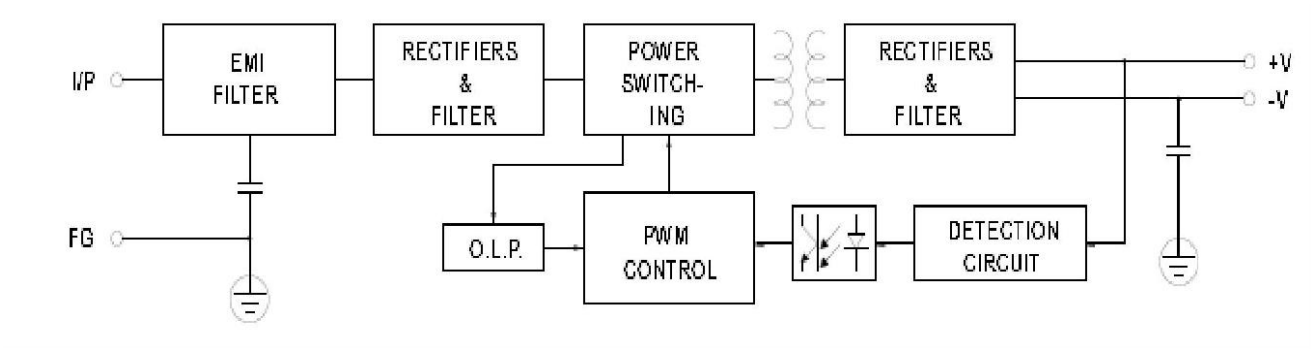 I/P
EMI
FILTER
RECTIFIERS
&
FILTER
POWER
SWITCH-
ING
RECTIFIERS
&
FILTER
+V
-V
FG
O.L.P.
PWM
CONTROL
DETECTION
CIRCUIT